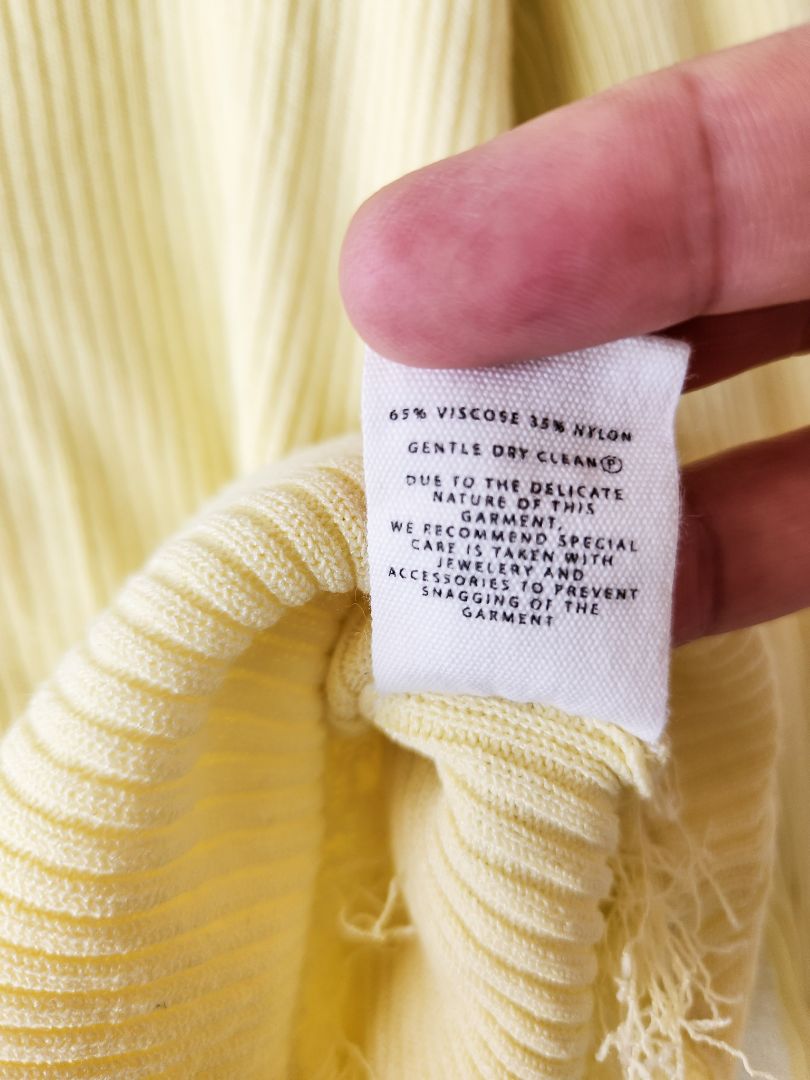 65% VISCOSE 35% NYLON
GENTLE DRY CLEAN Ⓟ
DUE TO THE DELICATE
NATURE OF THIS
GARMENT,
WE RECOMMEND SPECIAL
CARE IS TAKEN WITH
JEWELERY AND
ACCESSORIES TO PREVENT
SNAGGING OF THE
GARMENT